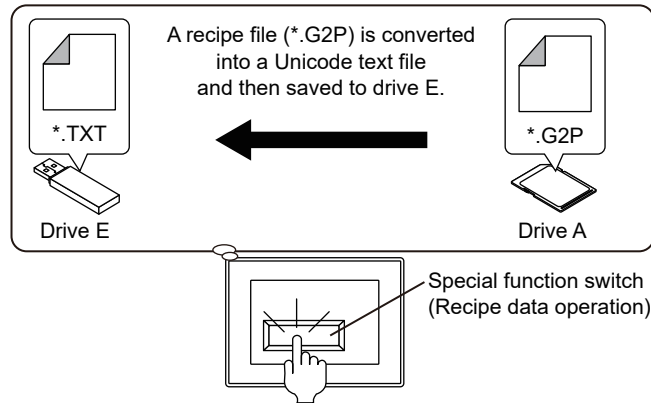 A recipe file (*.G2P) is converted
into a Unicode text file
and then saved to drive E.
*.TXT
*.G2P
Drive E
Drive A
Special function switch
(Recipe data operation)